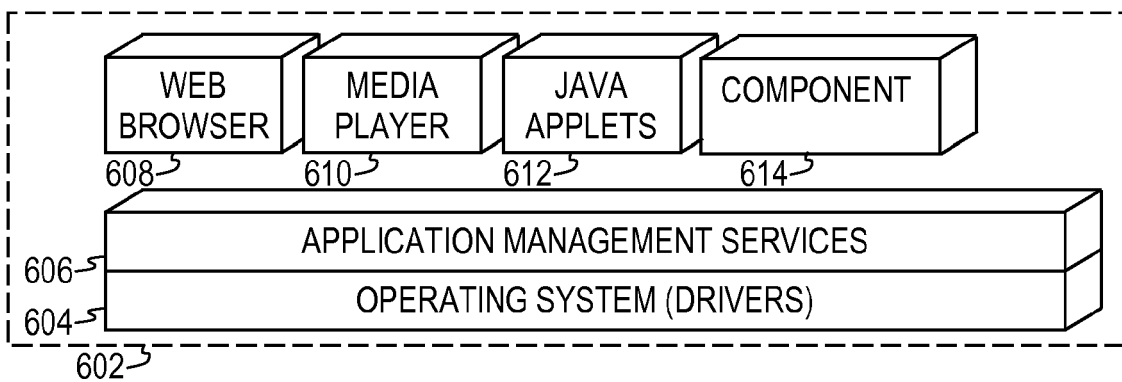 WEB
BROWSER
MEDIA
PLAYER
JAVA
APPLETS
COMPONENT
608
610
612
614
APPLICATION MANAGEMENT SERVICES
606
OPERATING SYSTEM (DRIVERS)
604
602